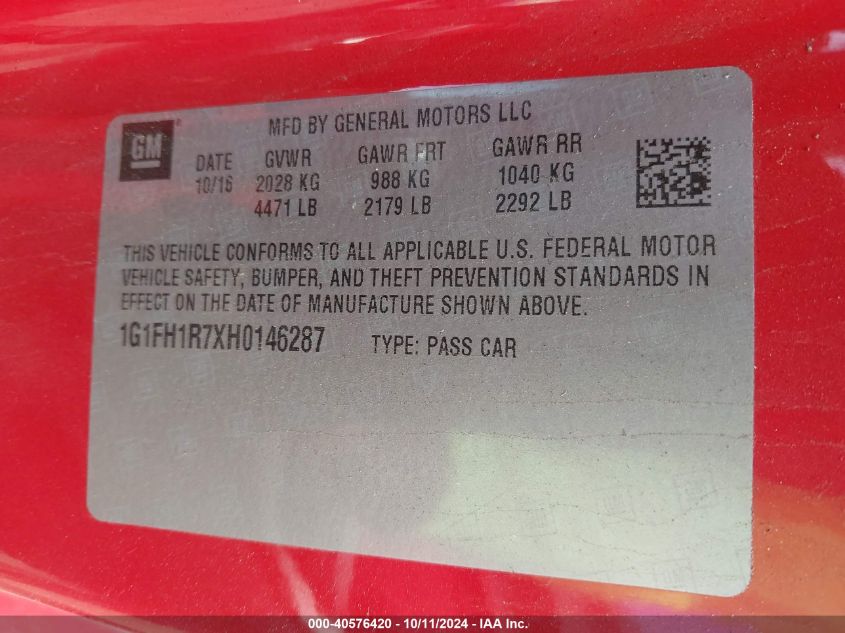 GM
MFD BY GENERAL MOTORS LLC
DATE GVWR GAWR FRT GAWR RR
10/16 2028 KG 988 KG 1040 KG
4471 LB 2179 LB 2292 LB
THIS VEHICLE CONFORMS TO ALL APPLICABLE U.S. FEDERAL MOTOR
VEHICLE SAFETY, BUMPER, AND THEFT PREVENTION STANDARDS IN
EFFECT ON THE DATE OF MANUFACTURE SHOWN ABOVE.
1G1FH1R7XH0146287 TYPE: PASS CAR
000-40576420 - 10/11/2024 - IAA Inc.